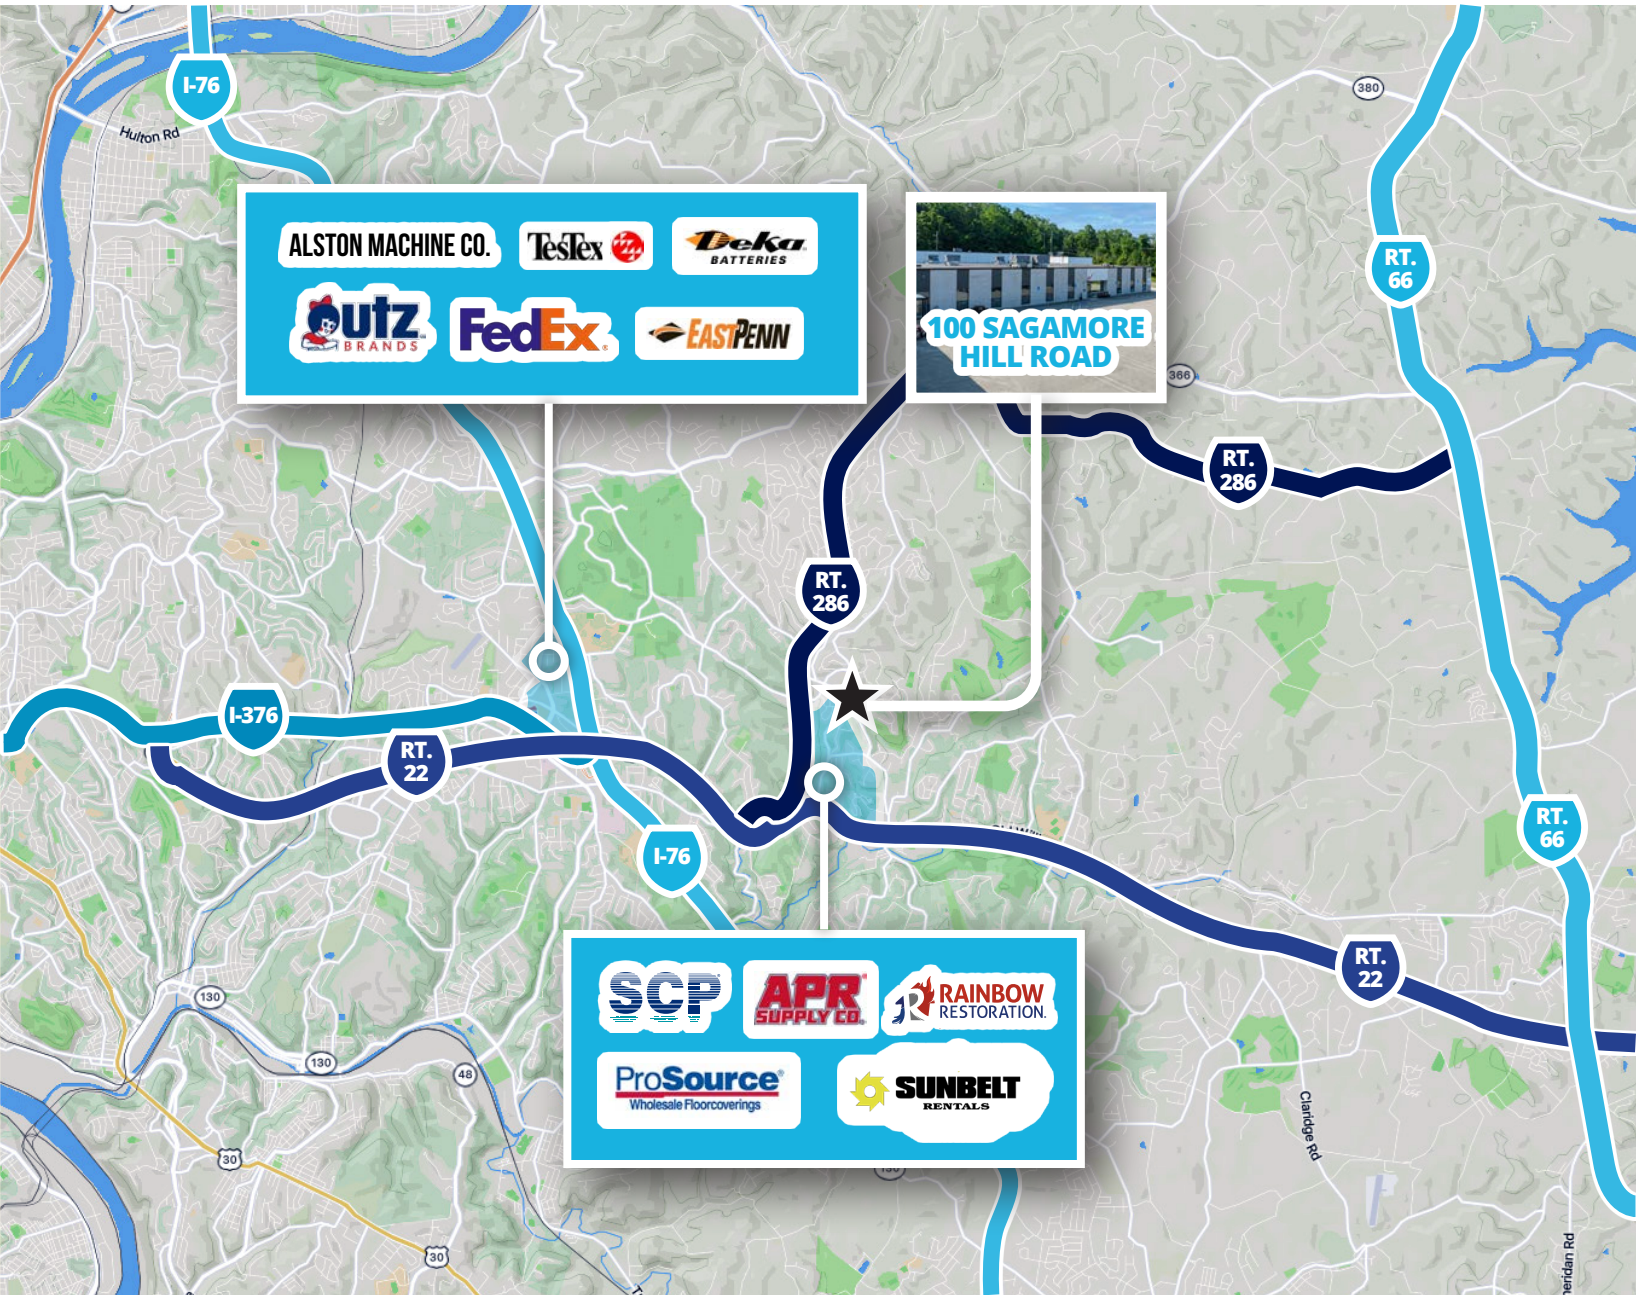 I-76
380
Hulton Rd
ALSTON MACHINE CO.
TesTex
Deka
BATTERIES
RT.
66
utz
BRANDS
FedEx
EASTPENN
100 SAGAMORE
HILL ROAD
366
RT.
286
RT.
286
I-376
RT.
22
RT.
66
I-76
RT.
22
SCP
APR
SUPPLY CO.
RAINBOW
RESTORATION.
130
130
48
ProSource®
Wholesale Floorcoverings
SUNBELT
RENTALS
Claridge Rd
30
130
30